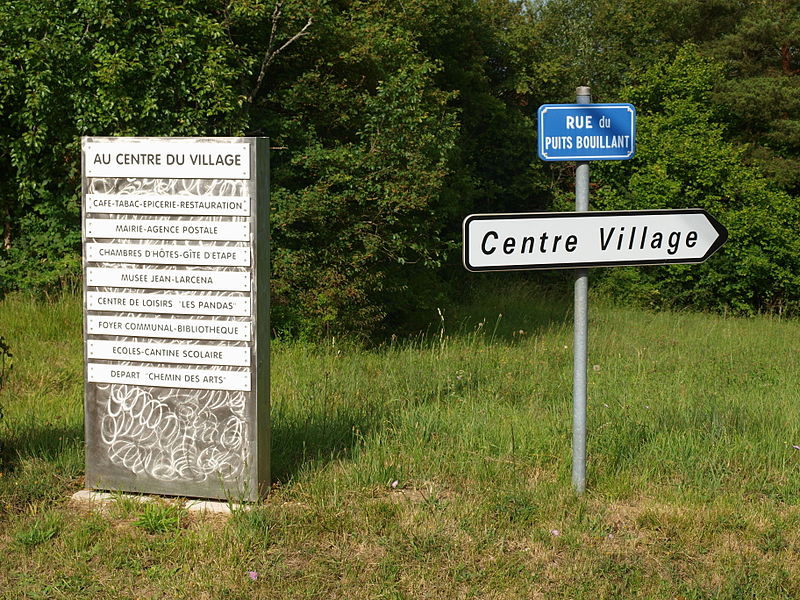 AU CENTRE DU VILLAGE
CAFE-TABAC-EPICERIE-RESTAURATION
MAIRIE-AGENCE POSTALE
CHAMBRES D'HÔTES-GÎTE D'ETAPE
MUSEE JEAN-LARCENA
CENTRE DE LOISIRS "LES PANDAS"
FOYER COMMUNAL-BIBLIOTHEQUE
ECOLES-CANTINE SCOLAIRE
DEPART "CHEMIN DES ARTS"
RUE du
PUITS BOUILLANT
Centre Village